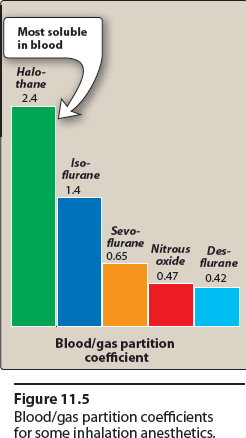 Most soluble
in blood
Halo-
thane
2.4
Iso-
flurane
1.4
Sevo-
flurane
0.65
Nitrous
oxide
0.47
Des-
flurane
0.42
Blood/gas partition
coefficient
Figure 11.5
Blood/gas partition coefficients
for some inhalation anesthetics.